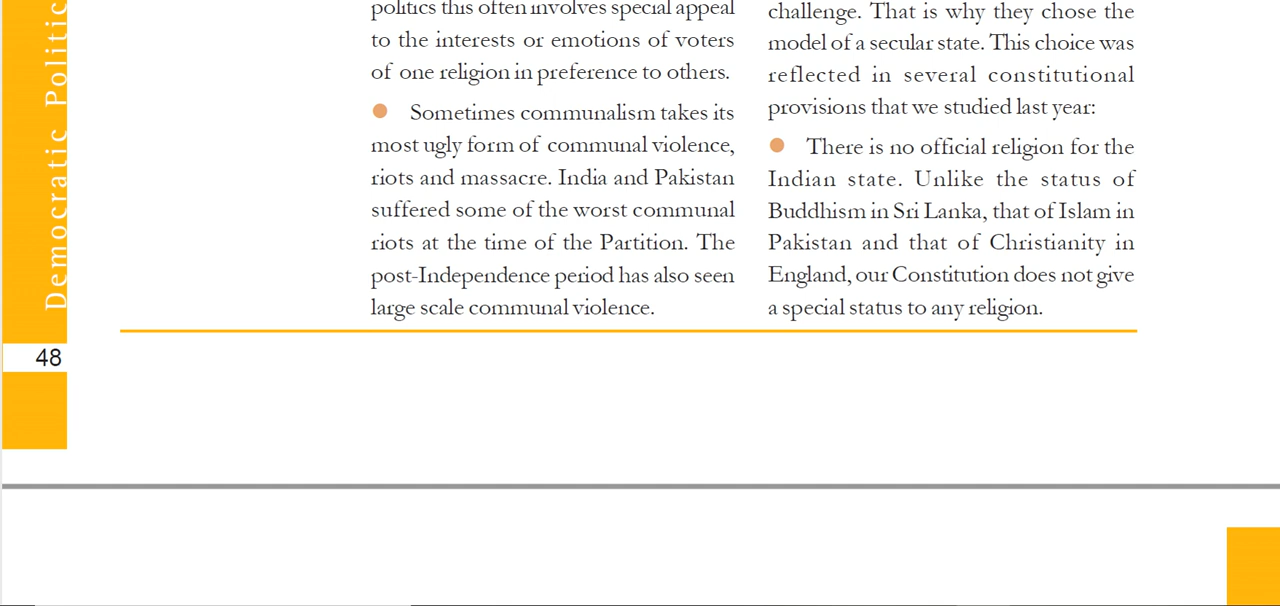 politics this often involves special appeal
to the interests or emotions of voters
of one religion in preference to others.
● Sometimes communalism takes its
most ugly form of communal violence,
riots and massacre. India and Pakistan
suffered some of the worst communal
riots at the time of the Partition. The
post-Independence period has also seen
large scale communal violence.
challenge. That is why they chose the
model of a secular state. This choice was
reflected in several constitutional
provisions that we studied last year:
● There is no official religion for the
Indian state. Unlike the status of
Buddhism in Sri Lanka, that of Islam in
Pakistan and that of Christianity in
England, our Constitution does not give
a special status to any religion.
Democratic Politic
48